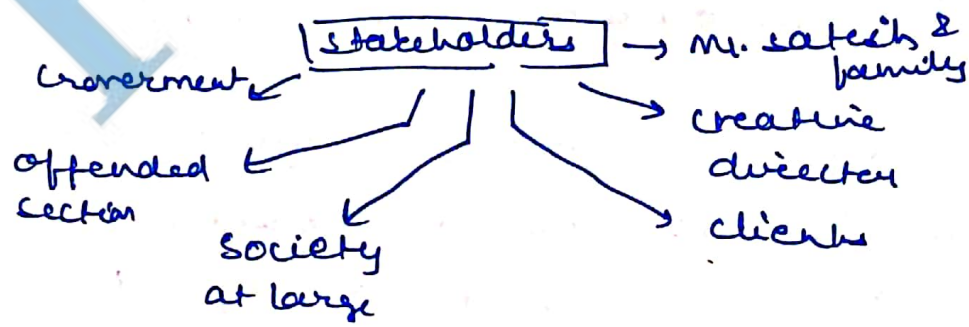 stakeholders → Mr. Satish &
family
Government
creative
director
offended
section
clients
society
at large